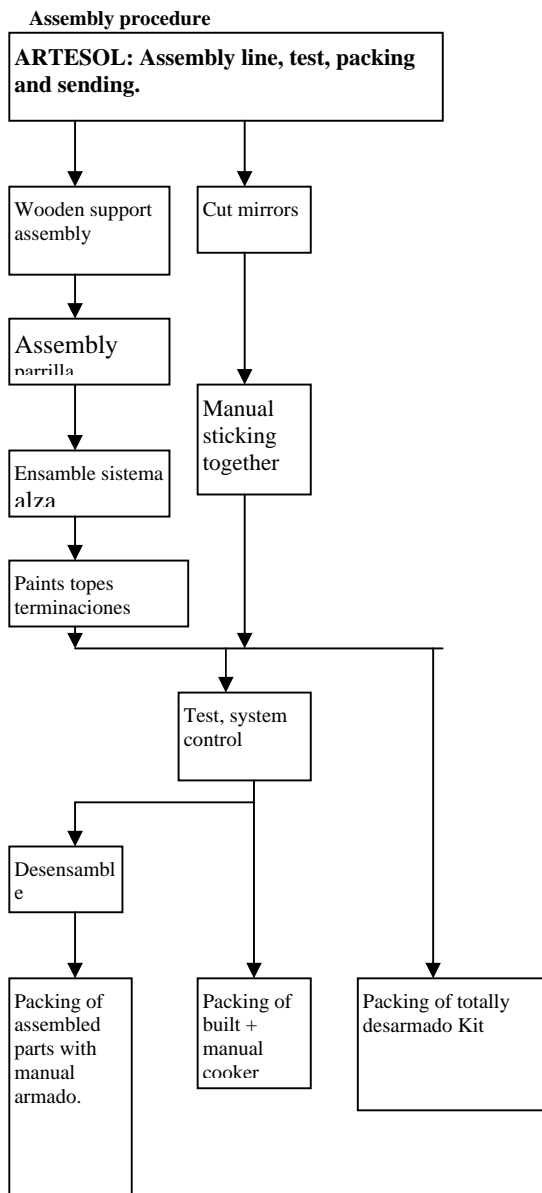 Assembly procedure
ARTESOL: Assembly line, test, packing
and sending.
Wooden support
assembly
Cut mirrors
Assembly
parrilla
Manual
sticking
together
Ensamble sistema
alza
Paints topes
terminaciones
Test, system
control
Desensambl
e
Packing of
assembled
parts with
manual
armado.
Packing of
built +
manual
cooker
Packing of totally
desarmado Kit